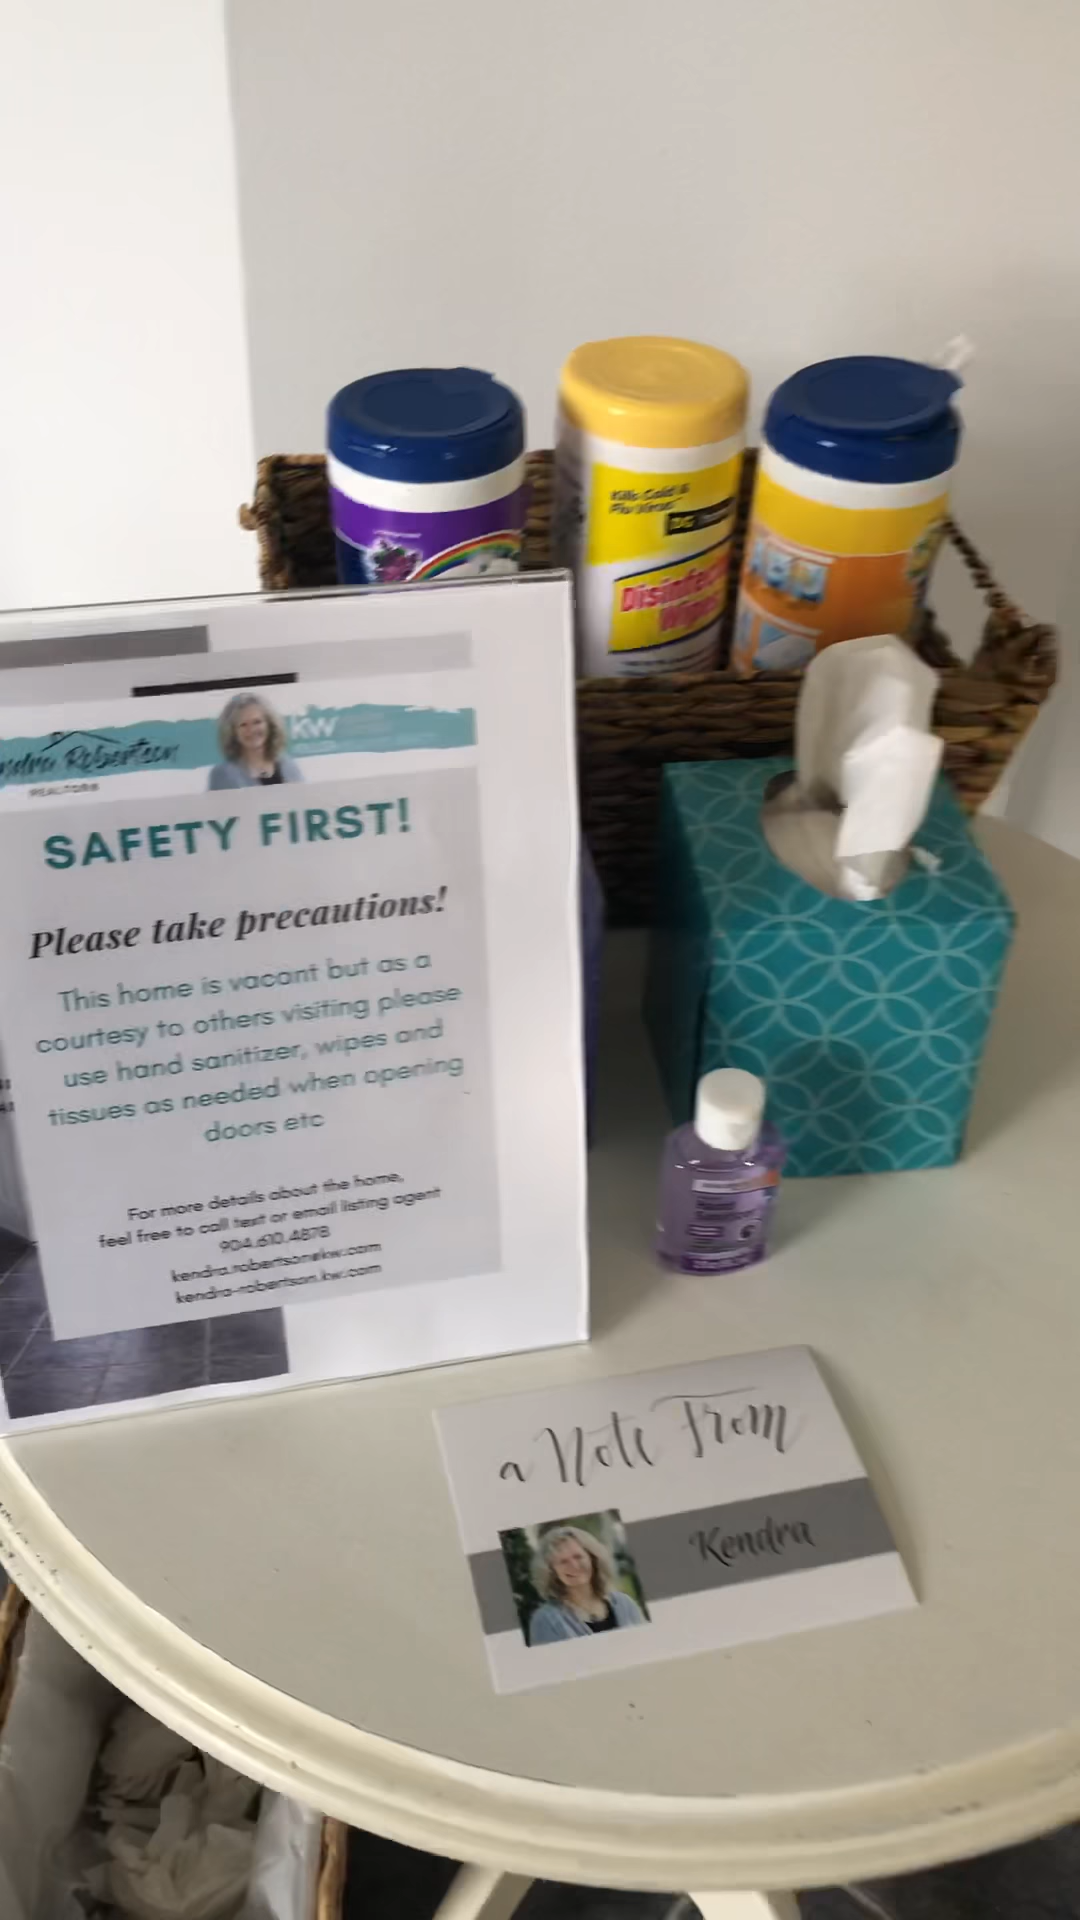 Kills Cold &
Flu Virus
DG
Disinfecting
Wipes
Robertson
REALTOR®
kw
SAFETY FIRST!
Please take precautions!
This home is vacant but as a
courtesy to others visiting please
use hand sanitizer, wipes and
tissues as needed when opening
doors etc
For more details about the home,
feel free to call text or email listing agent
904.610.4878
kendra.robertson@kw.com
kendra-robertson.kw.com
a Note From
Kendra